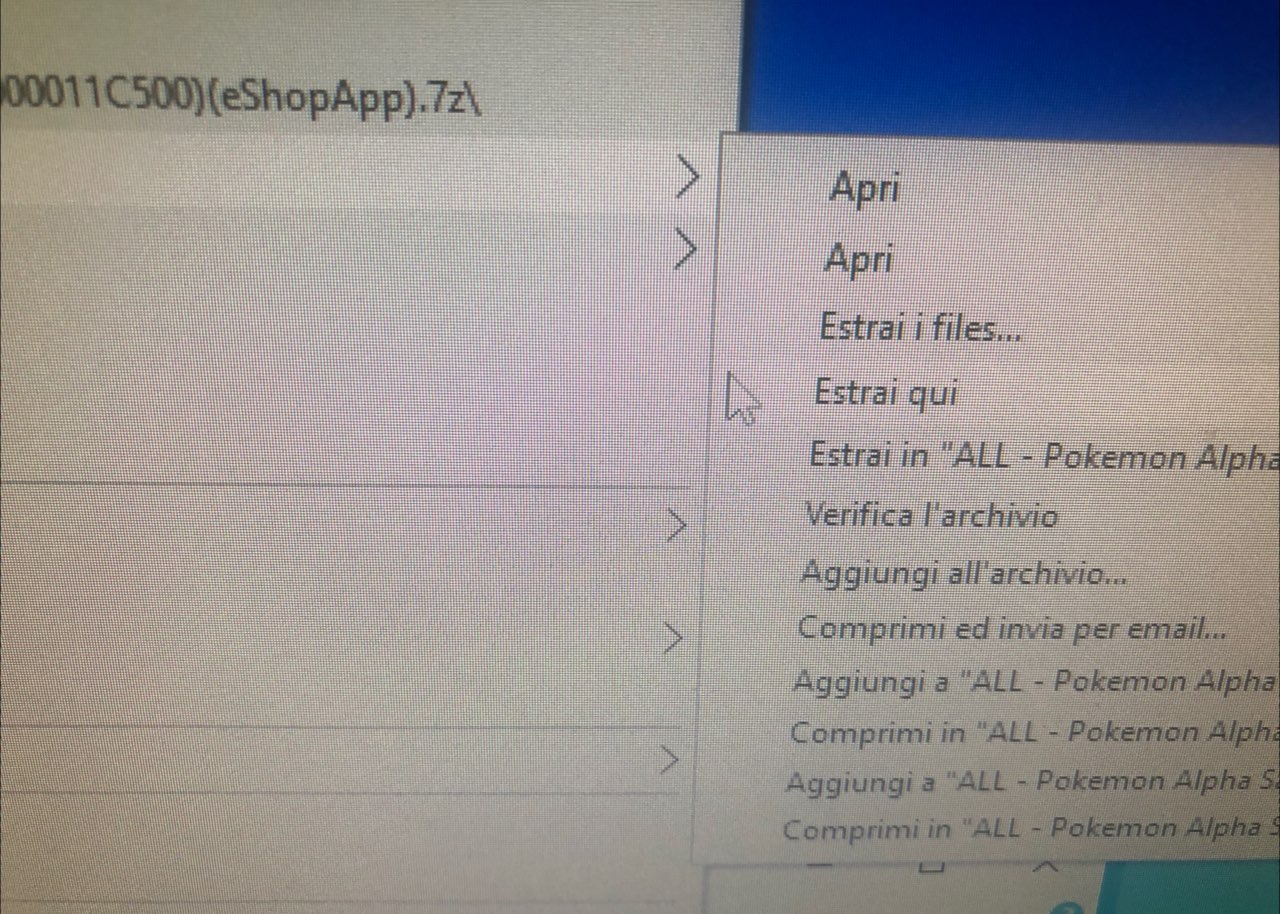 00011C500)(eShopApp).7z\
Apri
Apri
Estrai i files...
Estrai qui
Estrai in "ALL - Pokemon Alpha
Verifica l'archivio
Aggiungi all'archivio...
Comprimi ed invia per email...
Aggiungi a "ALL - Pokemon Alpha
Comprimi in "ALL - Pokemon Alpha
Aggiungi a "ALL - Pokemon Alpha S
Comprimi in "ALL - Pokemon Alpha S